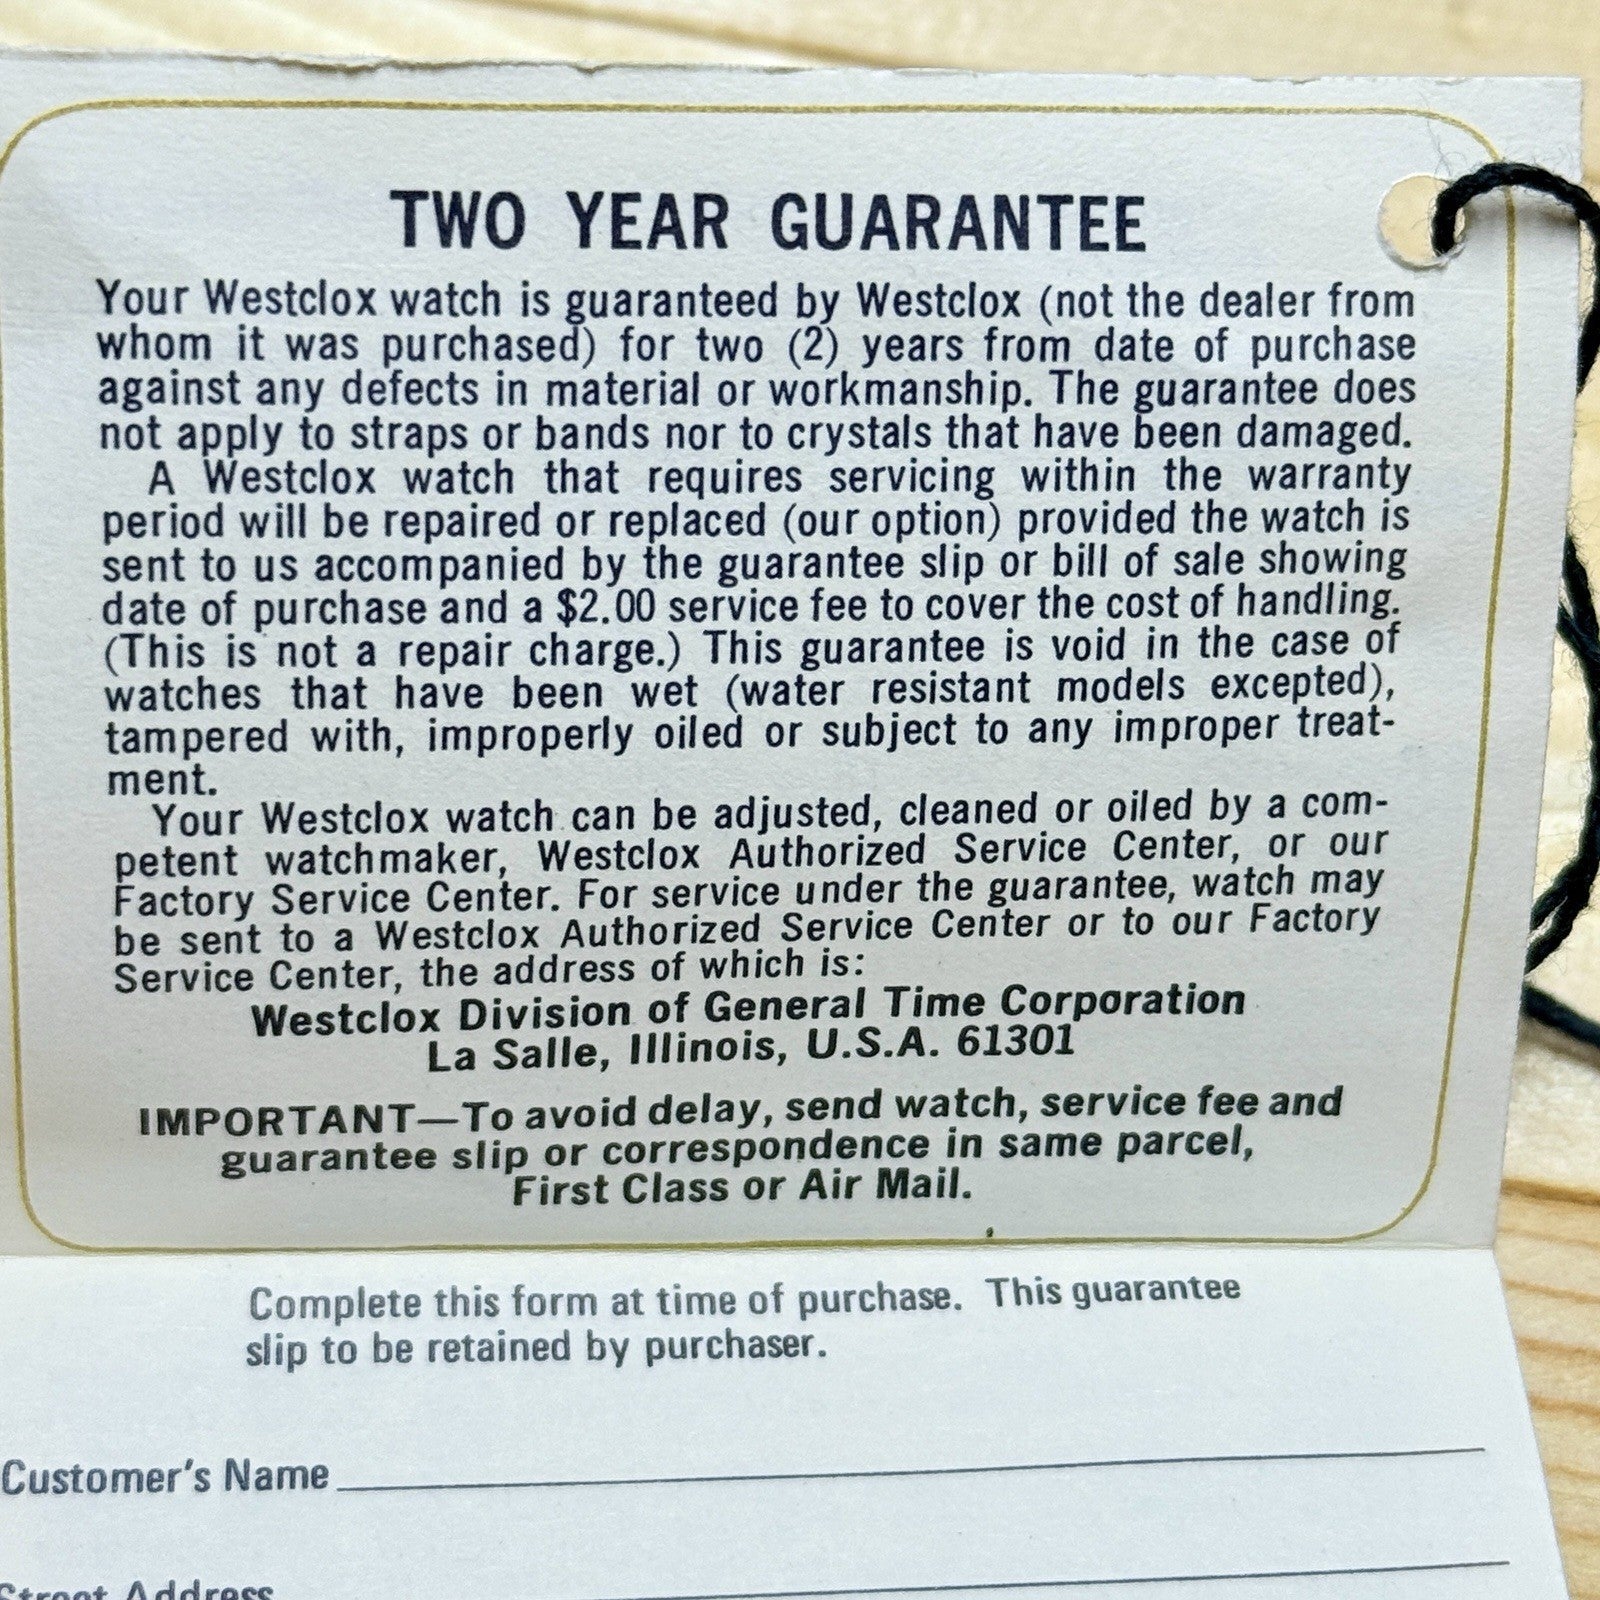 TWO YEAR GUARANTEE
Your Westclox watch is guaranteed by Westclox (not the dealer from
whom it was purchased) for two (2) years from date of purchase
against any defects in material or workmanship. The guarantee does
not apply to straps or bands nor to crystals that have been damaged.
A Westclox watch that requires servicing within the warranty
period will be repaired or replaced (our option) provided the watch is
sent to us accompanied by the guarantee slip or bill of sale showing
date of purchase and a $2.00 service fee to cover the cost of handling.
(This is not a repair charge.) This guarantee is void in the case of
watches that have been wet (water resistant models excepted),
tampered with, improperly oiled or subject to any improper treat-
ment.
Your Westclox watch can be adjusted, cleaned or oiled by a com-
petent watchmaker, Westclox Authorized Service Center, or our
Factory Service Center. For service under the guarantee, watch may
be sent to a Westclox Authorized Service Center or to our Factory
Service Center, the address of which is:
Westclox Division of General Time Corporation
La Salle, Illinois, U.S.A. 61301
IMPORTANT—To avoid delay, send watch, service fee and
guarantee slip or correspondence in same parcel,
First Class or Air Mail.
Complete this form at time of purchase. This guarantee
slip to be retained by purchaser.
Customer's Name
Street Address